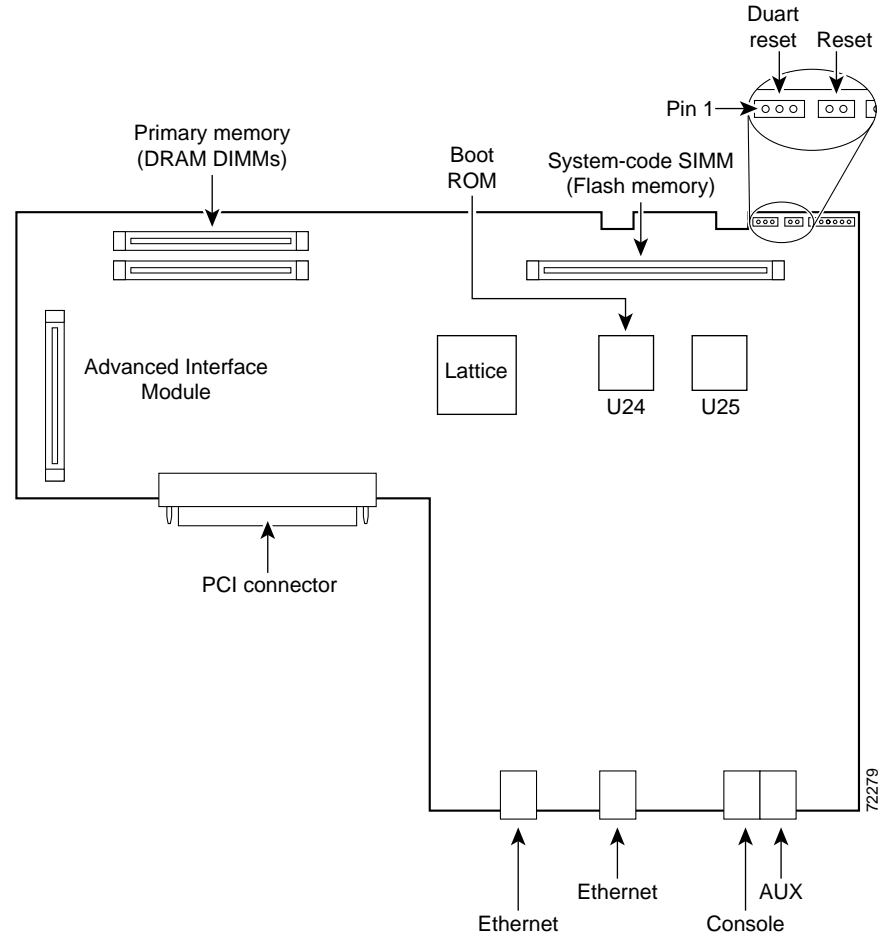 Duart
reset
Reset
Pin 1
Primary memory
(DRAM DIMMs)
Boot
ROM
System-code SIMM
(Flash memory)
Advanced Interface
Module
Lattice
U24
U25
PCI connector
72279
Ethernet
Ethernet
Console
AUX